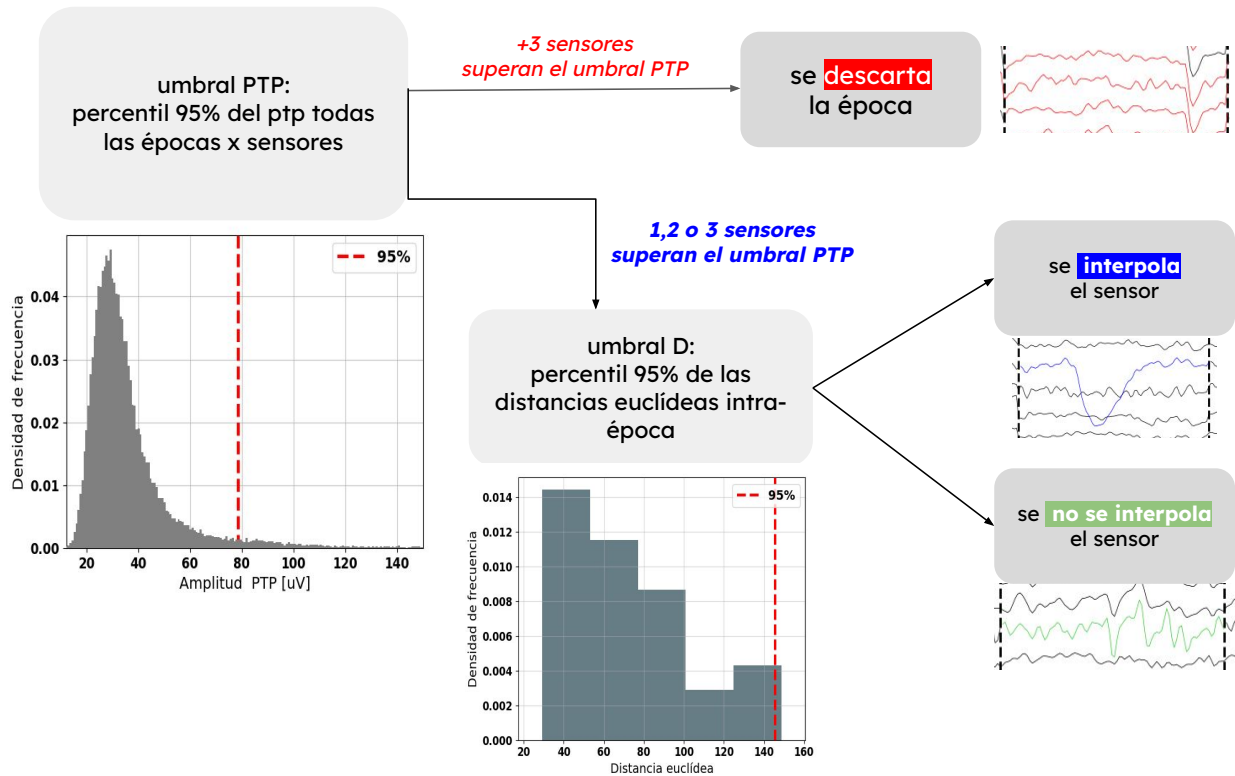 umbral PTP:
percentil 95% del ptp todas
las épocas x sensores
+3 sensores
superan el umbral PTP
se descarta
la época
1,2 o 3 sensores
superan el umbral PTP
95%
Densidad de frecuencia
0.04
0.03
0.02
0.01
0.00
20 40 60 80 100 120 140
Amplitud PTP [uV]
umbral D:
percentil 95% de las
distancias euclídeas intra-
época
95%
Densidad de frecuencia
0.014
0.012
0.010
0.008
0.006
0.004
0.002
0.000
20 40 60 80 100 120 140 160
Distancia euclídea
se interpola
el sensor
se no se interpola
el sensor